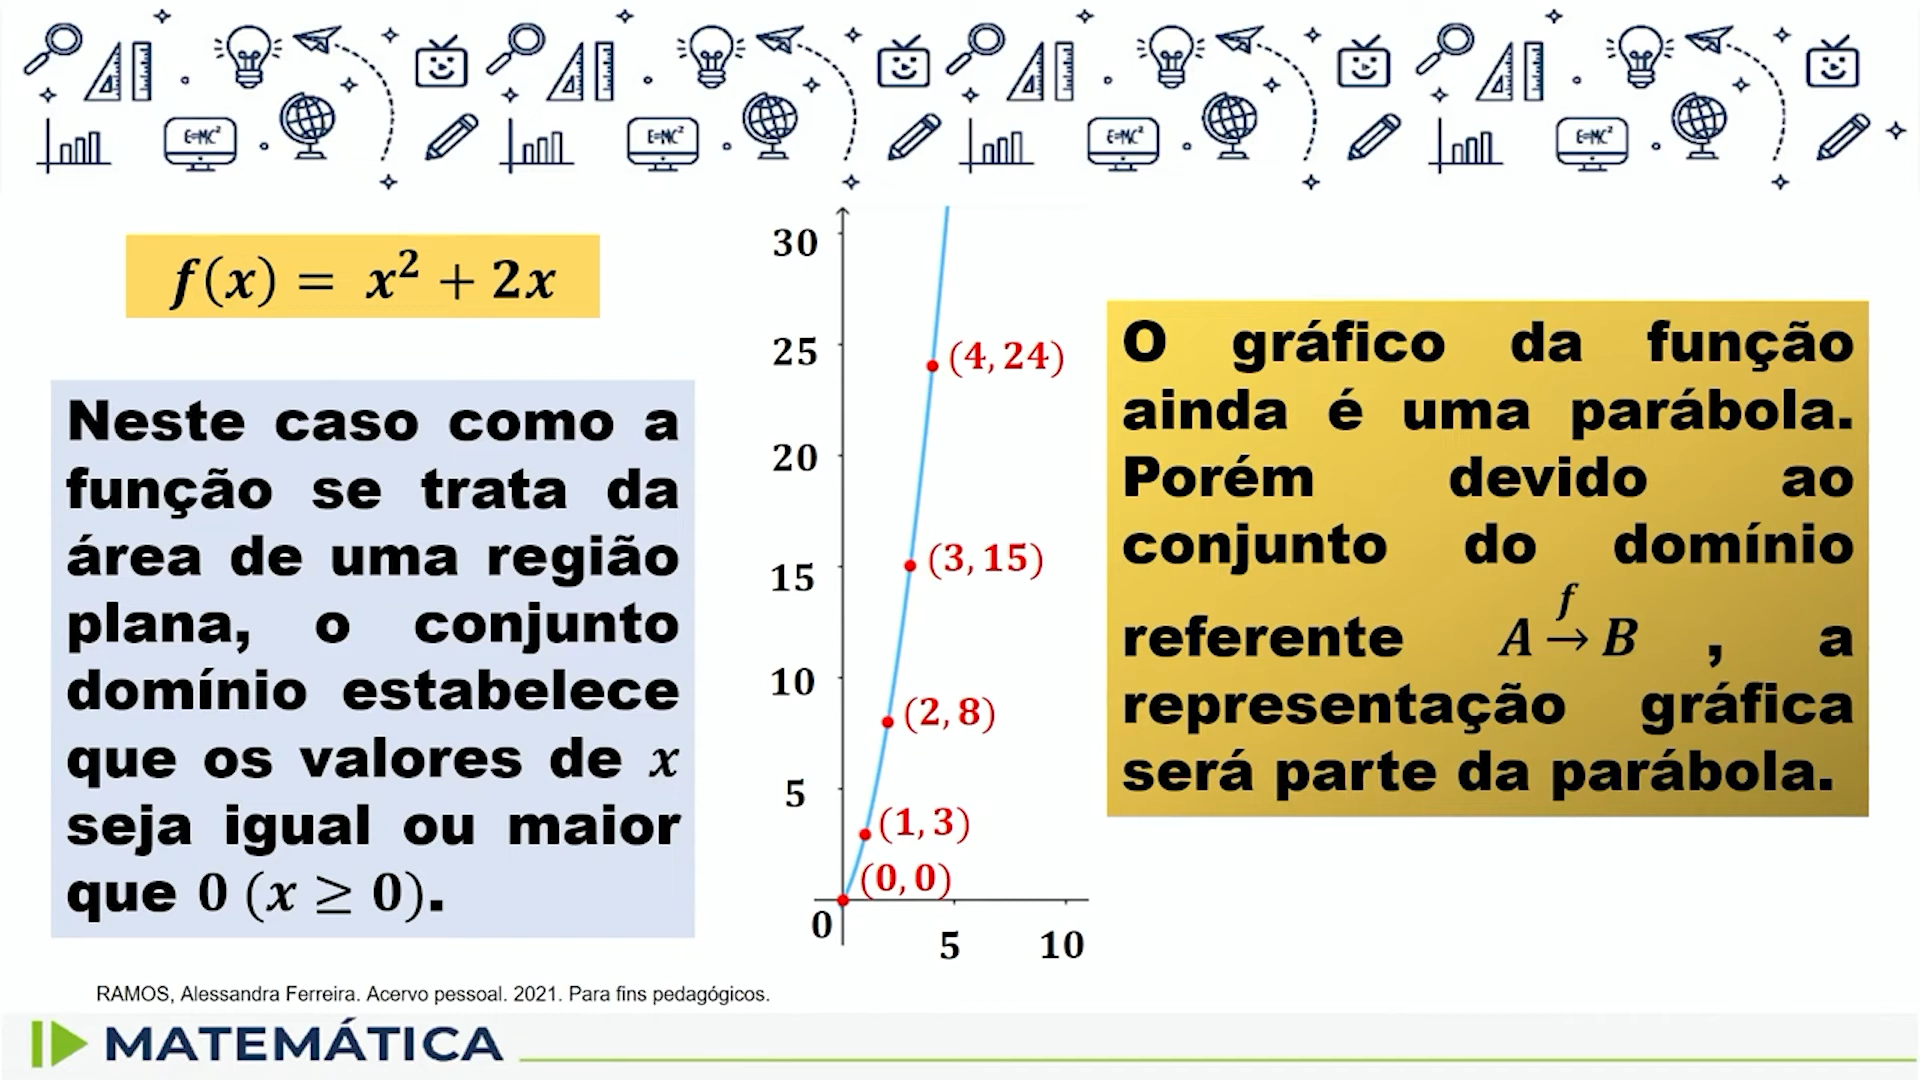 E=MC²
E=MC²
E=MC²
E=MC²
f(x) = x² + 2x
Neste caso como a
função se trata da
área de uma região
plana, o conjunto
domínio estabelece
que os valores de x
seja igual ou maior
que 0 (x ≥ 0).
30
25
20
15
10
5
0
5
10
(4, 24)
(3, 15)
(2, 8)
(1, 3)
(0, 0)
O gráfico da função
ainda é uma parábola.
Porém devido ao
conjunto do domínio
f
referente A → B , a
representação gráfica
será parte da parábola.
RAMOS, Alessandra Ferreira. Acervo pessoal. 2021. Para fins pedagógicos.
MATEMÁTICA